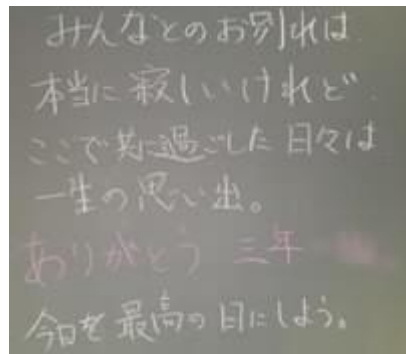 みんなとのお別れは
本当に寂しいけれど
ここで共に過ごした日々は
一生の思い出。
ありがとう 三年
今日を最高の日にしよう。